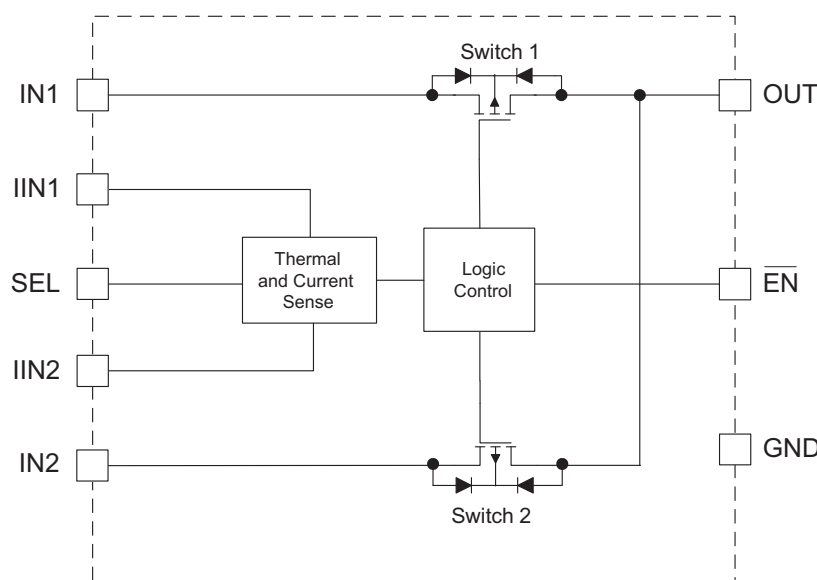 Switch 1
IN1
OUT
IIN1
Thermal
and Current
Sense
Logic
Control
SEL
EN
IIN2
GND
IN2
Switch 2